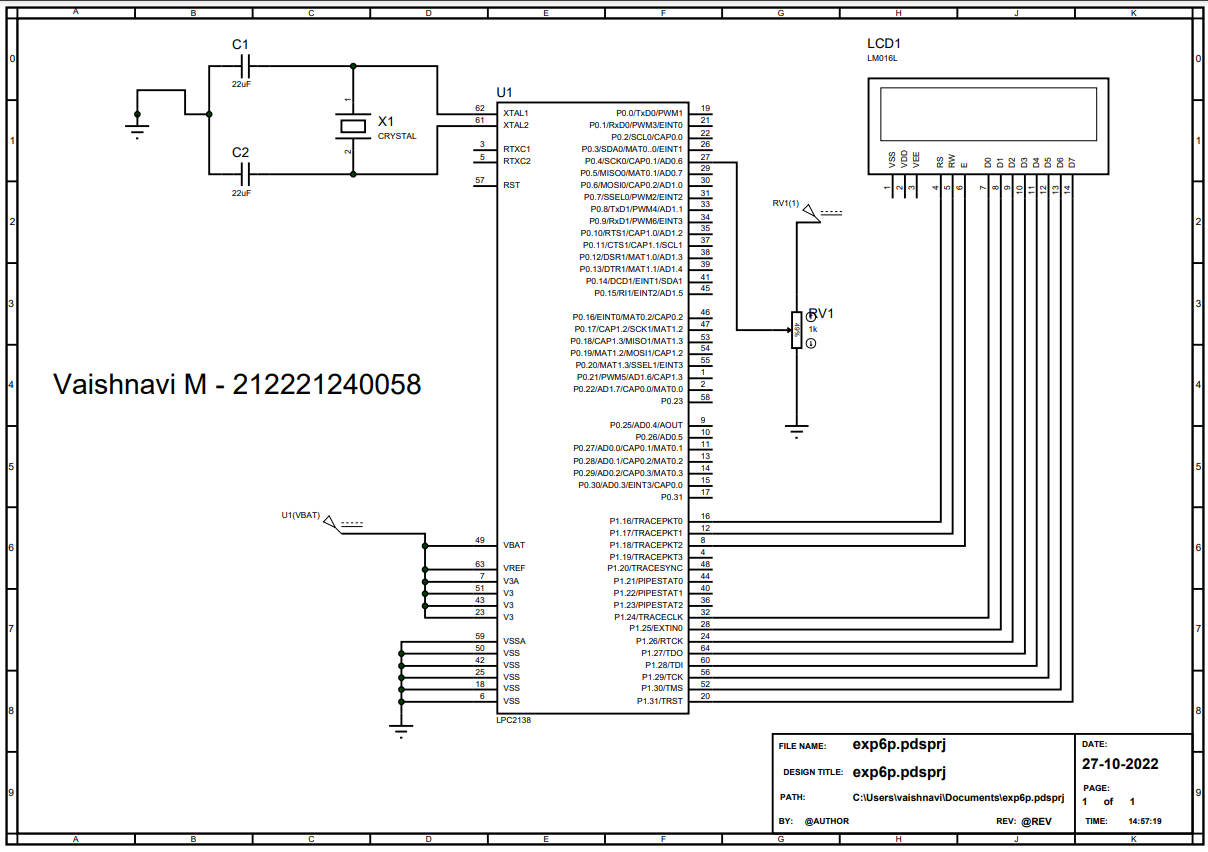 A B C D E F G H J K
0
1
2
3
4
5
6
7
8
9
C1
22uF
C2
22uF
X1
CRYSTAL
1
2
U1
62 XTAL1
61 XTAL2
3 RTXC1
5 RTXC2
57 RST
49 VBAT
63 VREF
7 V3A
51 V3
43 V3
23 V3
59 VSSA
50 VSS
42 VSS
25 VSS
18 VSS
6 VSS
P0.0/TxD0/PWM1 19
P0.1/RxD0/PWM3/EINT0 21
P0.2/SCL0/CAP0.0 22
P0.3/SDA0/MAT0..0/EINT1 26
P0.4/SCK0/CAP0.1/AD0.6 27
P0.5/MISO0/MAT0.1/AD0.7 29
P0.6/MOSI0/CAP0.2/AD1.0 30
P0.7/SSEL0/PWM2/EINT2 31
P0.8/TxD1/PWM4/AD1.1 33
P0.9/RxD1/PWM6/EINT3 34
P0.10/RTS1/CAP1.0/AD1.2 35
P0.11/CTS1/CAP1.1/SCL1 37
P0.12/DSR1/MAT1.0/AD1.3 38
P0.13/DTR1/MAT1.1/AD1.4 39
P0.14/DCD1/EINT1/SDA1 41
P0.15/RI1/EINT2/AD1.5 45
P0.16/EINT0/MAT0.2/CAP0.2 46
P0.17/CAP1.2/SCK1/MAT1.2 47
P0.18/CAP1.3/MISO1/MAT1.3 53
P0.19/MAT1.2/MOSI1/CAP1.2 54
P0.20/MAT1.3/SSEL1/EINT3 55
P0.21/PWM5/AD1.6/CAP1.3 1
P0.22/AD1.7/CAP0.0/MAT0.0 2
P0.23 58
P0.25/AD0.4/AOUT 9
P0.26/AD0.5 10
P0.27/AD0.0/CAP0.1/MAT0.1 11
P0.28/AD0.1/CAP0.2/MAT0.2 13
P0.29/AD0.2/CAP0.3/MAT0.3 14
P0.30/AD0.3/EINT3/CAP0.0 15
P0.31 17
P1.16/TRACEPKT0 16
P1.17/TRACEPKT1 12
P1.18/TRACEPKT2 8
P1.19/TRACEPKT3 4
P1.20/TRACESYNC 48
P1.21/PIPESTAT0 44
P1.22/PIPESTAT1 40
P1.23/PIPESTAT2 36
P1.24/TRACECLK 32
P1.25/EXTIN0 28
P1.26/RTCK 24
P1.27/TDO 64
P1.28/TDI 60
P1.29/TCK 56
P1.30/TMS 52
P1.31/TRST 20
LPC2138
LCD1
LM016L
VSS VDD VEE RS RW E D0 D1 D2 D3 D4 D5 D6 D7
1 2 3 4 5 6 7 8 9 10 11 12 13 14
RV1(1)
RV1
1k
49%
Vaishnavi M - 212221240058
U1(VBAT)
FILE NAME: exp6p.pdsprj
DESIGN TITLE: exp6p.pdsprj
PATH: C:\Users\vaishnavi\Documents\exp6p.pdsprj
BY: @AUTHOR REV: @REV
DATE:
27-10-2022
PAGE:
1 of 1
TIME: 14:57:19
0
1
2
3
4
5
6
7
8
9
A B C D E F G H J K